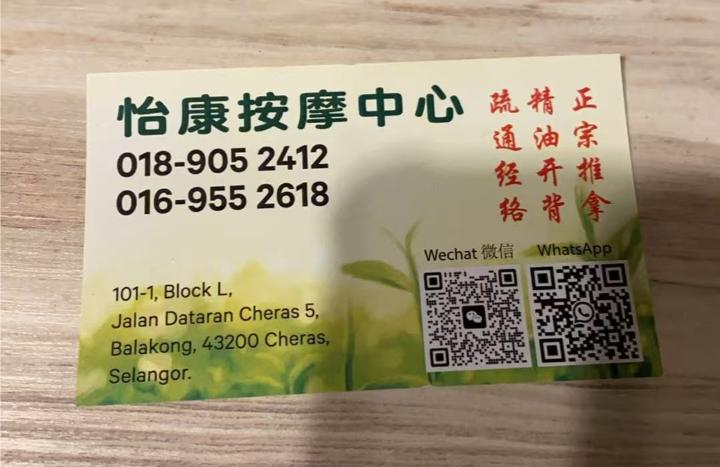 怡康按摩中心
018-905 2412
016-955 2618
正宗推拿
精油开背
疏通经络
Wechat 微信
WhatsApp
101-1, Block L,
Jalan Dataran Cheras 5,
Balakong, 43200 Cheras,
Selangor.